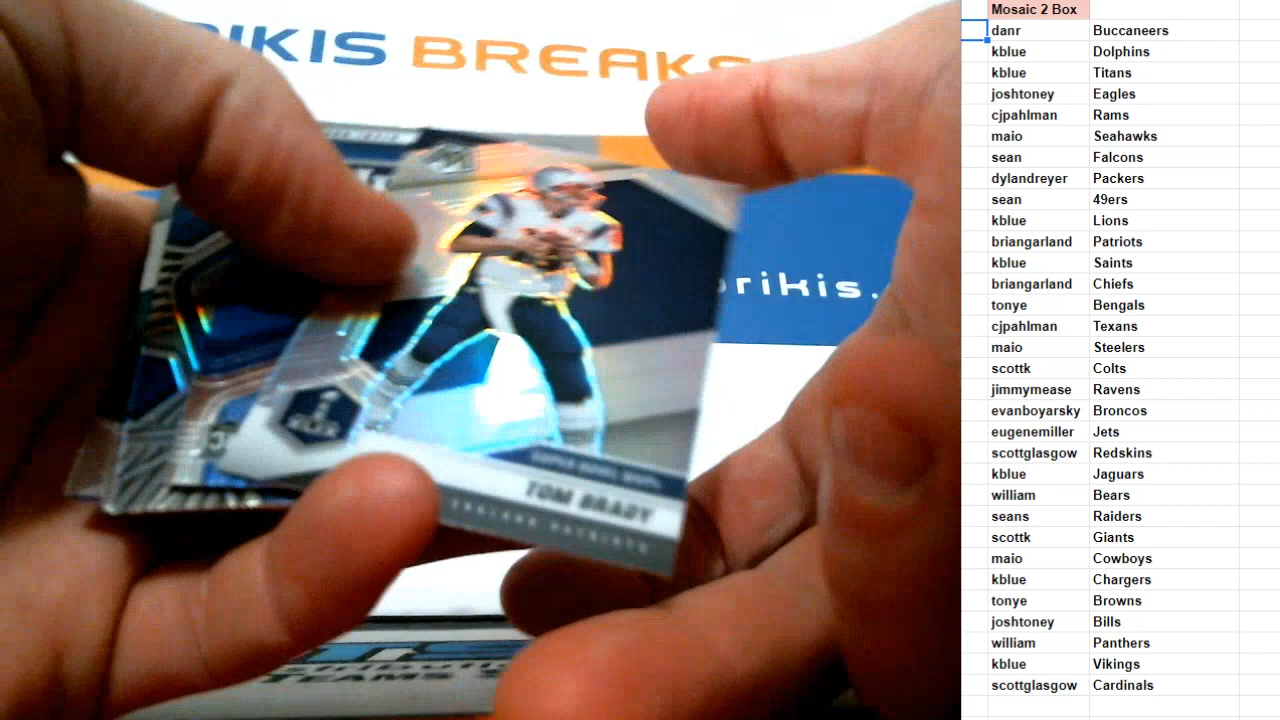 RIKIS BREAKS
rikis.
TOM BRADY
Mosaic 2 Box
danr Buccaneers
kblue Dolphins
kblue Titans
joshtoney Eagles
cjpahlman Rams
maio Seahawks
sean Falcons
dylandreyer Packers
sean 49ers
kblue Lions
briangarland Patriots
kblue Saints
briangarland Chiefs
tonye Bengals
cjpahlman Texans
maio Steelers
scottk Colts
jimmymease Ravens
evanboyarsky Broncos
eugenemiller Jets
scottglasgow Redskins
kblue Jaguars
william Bears
seans Raiders
scottk Giants
maio Cowboys
kblue Chargers
tonye Browns
joshtoney Bills
william Panthers
kblue Vikings
scottglasgow Cardinals